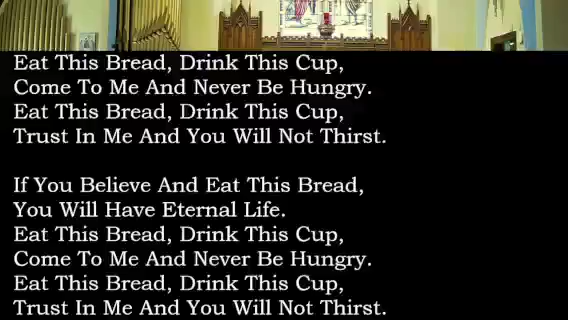 Eat This Bread, Drink This Cup,
Come To Me And Never Be Hungry.
Eat This Bread, Drink This Cup,
Trust In Me And You Will Not Thirst.
If You Believe And Eat This Bread,
You Will Have Eternal Life.
Eat This Bread, Drink This Cup,
Come To Me And Never Be Hungry.
Eat This Bread, Drink This Cup,
Trust In Me And You Will Not Thirst.